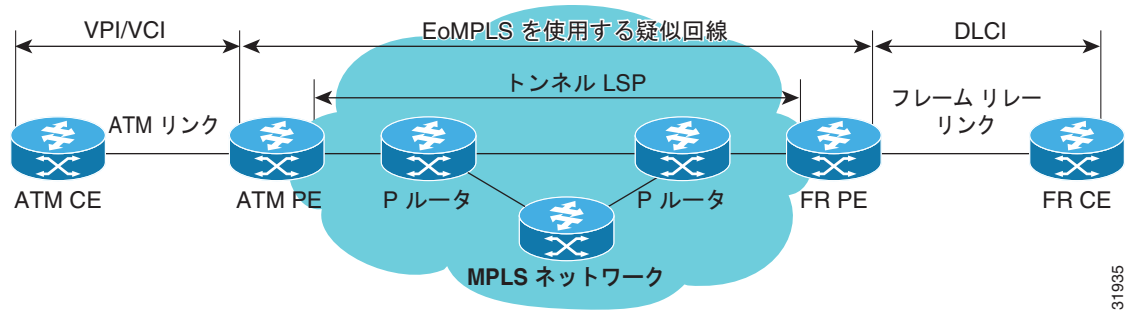 VPI/VCI
EoMPLS を使用する疑似回線
DLCI
トンネル LSP
ATM リンク
フレーム リレー
リンク
ATM CE
ATM PE
P ルータ
P ルータ
FR PE
FR CE
MPLS ネットワーク
31935